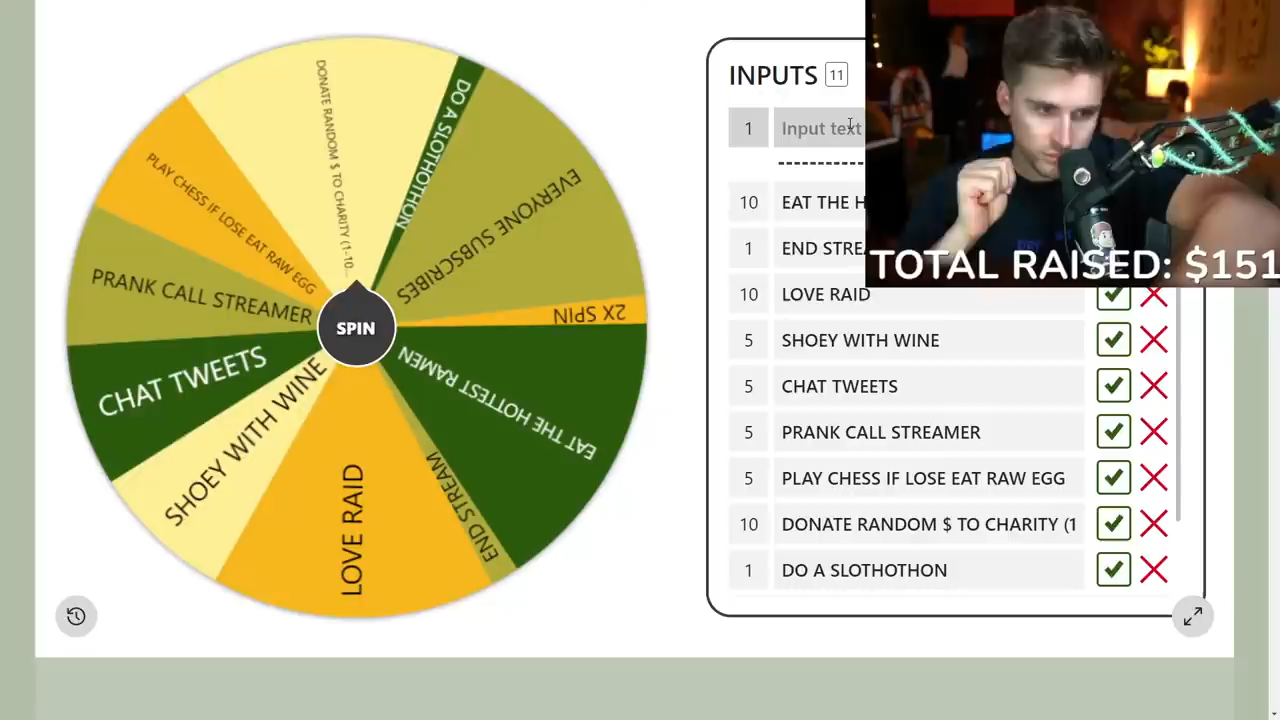 DONATE RANDOM $ TO CHARITY (1-10...
DO A SLOTHOTHON
EVERYONE SUBSCRIBES
2X SPIN
EAT THE HOTTEST RAMEN
END STREAM
LOVE RAID
SHOEY WITH WINE
CHAT TWEETS
PRANK CALL STREAMER
PLAY CHESS IF LOSE EAT RAW EGG
SPIN
INPUTS 11
1 Input text
10 EAT THE H
1 END STREA
10 LOVE RAID
5 SHOEY WITH WINE
5 CHAT TWEETS
5 PRANK CALL STREAMER
5 PLAY CHESS IF LOSE EAT RAW EGG
10 DONATE RANDOM $ TO CHARITY (1
1 DO A SLOTHOTHON
TOTAL RAISED: $151